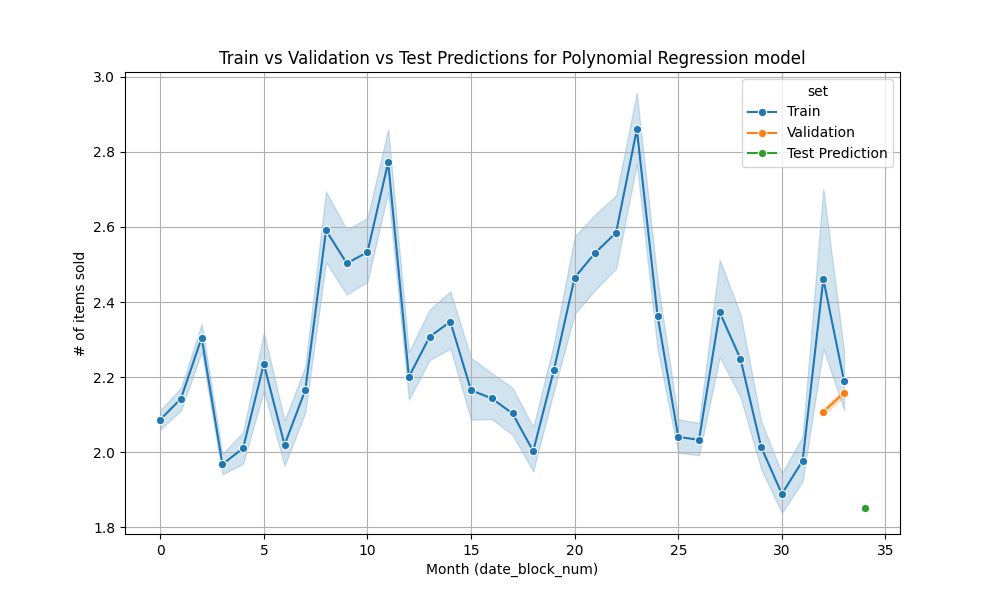 Train vs Validation vs Test Predictions for Polynomial Regression model
set
Train
Validation
Test Prediction
# of items sold
3.0
2.8
2.6
2.4
2.2
2.0
1.8
0 5 10 15 20 25 30 35
Month (date_block_num)